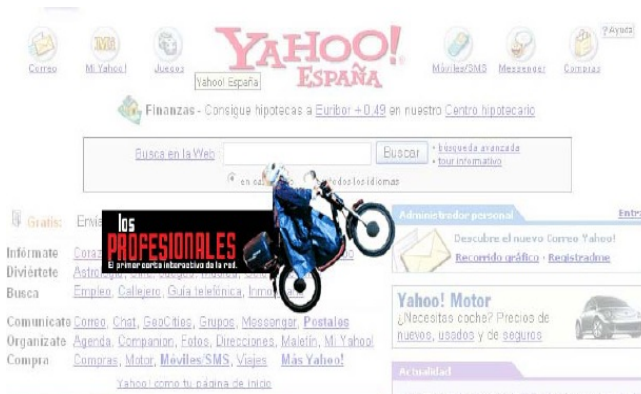 YAHOO!
ESPAÑA
Correo
Mi Yahoo!
Juegos
Yahoo! España
Móviles/SMS
Messenger
Compras
?Ayuda
Finanzas - Consigue hipotecas a Euribor +0,49 en nuestro Centro hipotecario
Busca en la Web:
Buscar
• búsqueda avanzada
• tour informativo
todos los idiomas
Gratis:
los
PROFESIONALES
El primer corto interactivo de la red.
Infórmate
Diviértete
Busca Empleo, Callejero, Guía telefónica,
Comunícate Correo, Chat, GeoCities, Grupos, Messenger, Postales
Organízate Agenda, Companion, Fotos, Direcciones, Maletín, Mi Yahoo!
Compra Compras, Motor, Móviles/SMS, Viajes Más Yahoo!
Yahoo! como tu página de inicio
Administrador personal
Entra
Descubre el nuevo Correo Yahoo!
Recorrido gráfico · Registradme
Yahoo! Motor
¿Necesitas coche? Precios de
nuevos, usados y de seguros
Actualidad